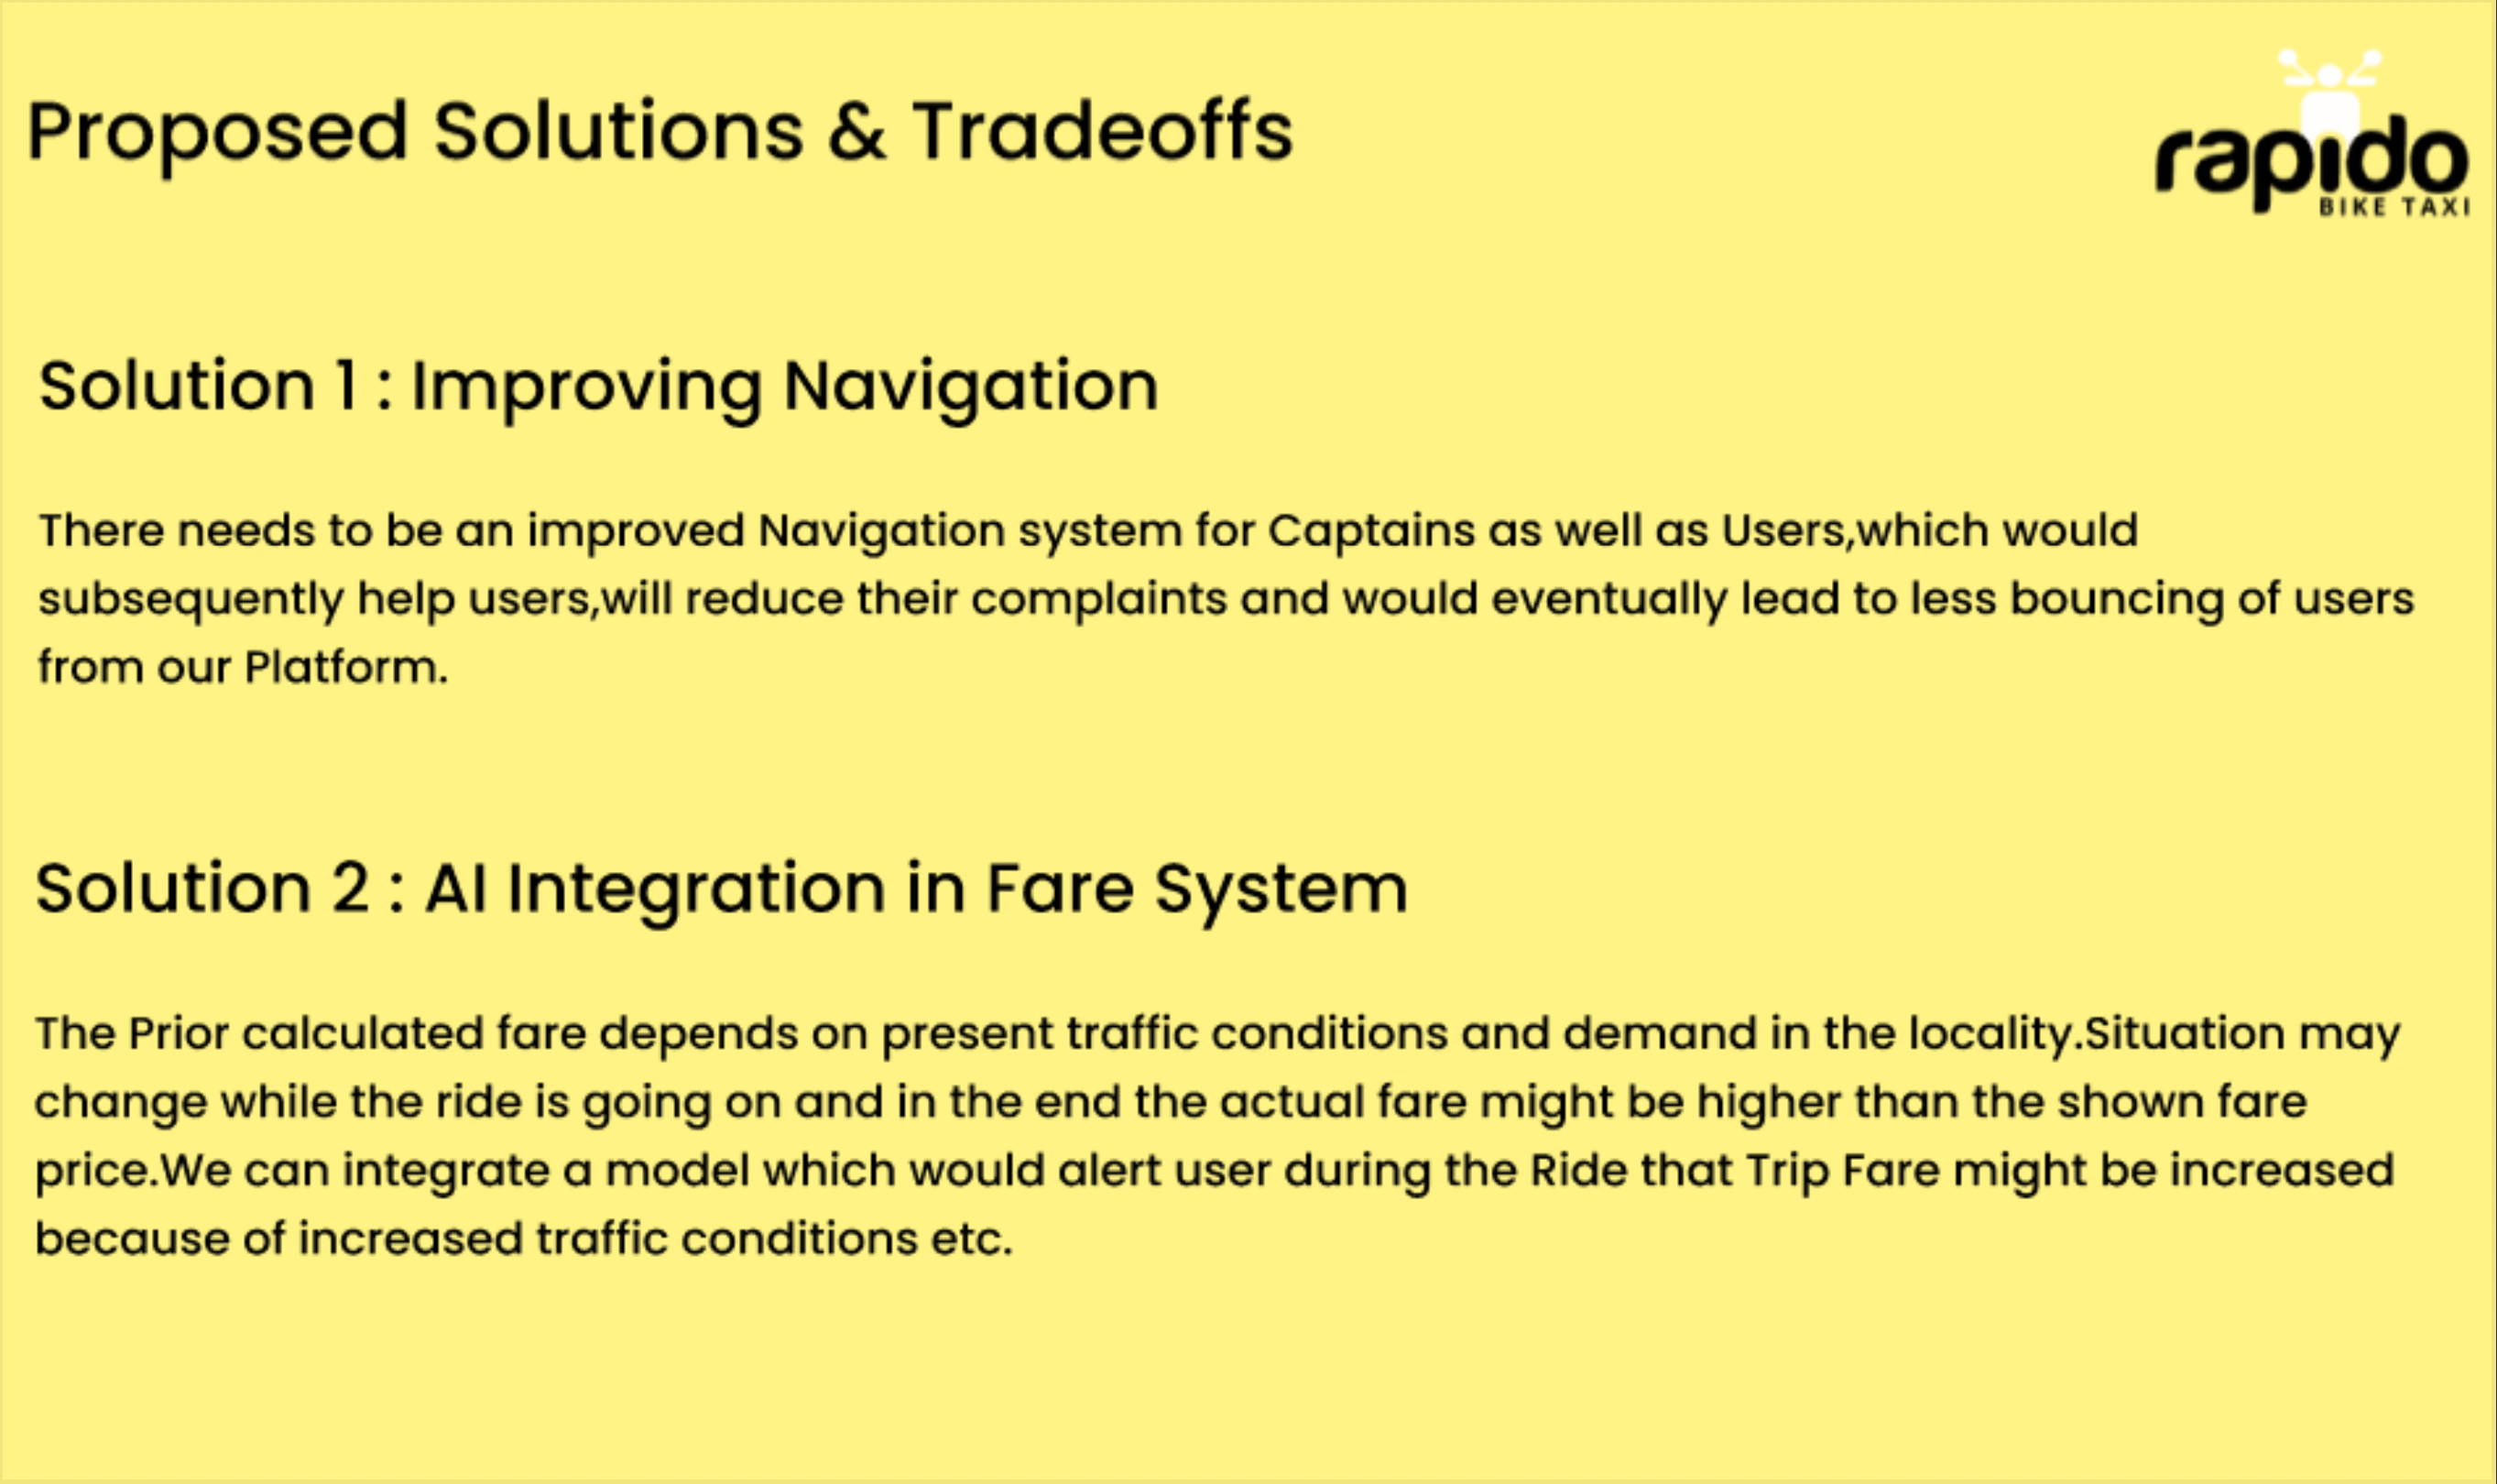 Proposed Solutions & Tradeoffs
rapido
BIKE TAXI
Solution 1 : Improving Navigation
There needs to be an improved Navigation system for Captains as well as Users,which would
subsequently help users,will reduce their complaints and would eventually lead to less bouncing of users
from our Platform.
Solution 2 : AI Integration in Fare System
The Prior calculated fare depends on present traffic conditions and demand in the locality.Situation may
change while the ride is going on and in the end the actual fare might be higher than the shown fare
price.We can integrate a model which would alert user during the Ride that Trip Fare might be increased
because of increased traffic conditions etc.